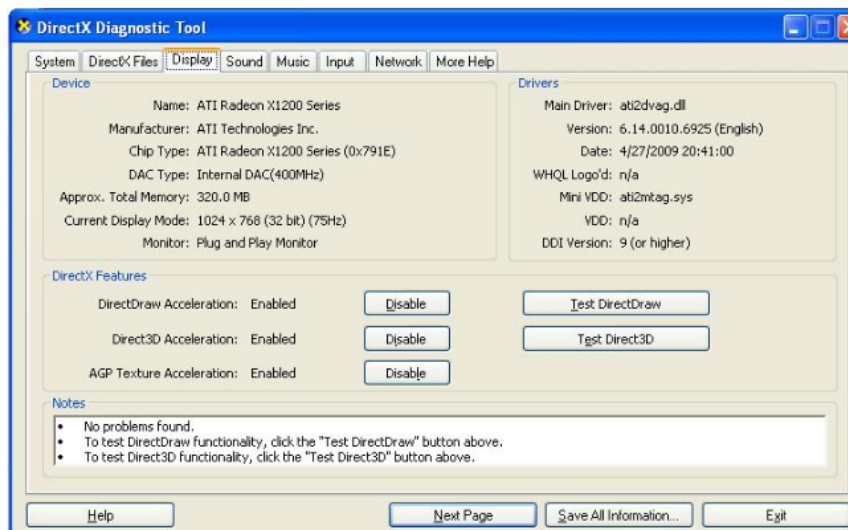 DirectX Diagnostic Tool
System DirectX Files Display Sound Music Input Network More Help
Device
Name: ATI Radeon X1200 Series
Manufacturer: ATI Technologies Inc.
Chip Type: ATI Radeon X1200 Series (0x791E)
DAC Type: Internal DAC(400MHz)
Approx. Total Memory: 320.0 MB
Current Display Mode: 1024 x 768 (32 bit) (75Hz)
Monitor: Plug and Play Monitor
Drivers
Main Driver: ati2dvag.dll
Version: 6.14.0010.6925 (English)
Date: 4/27/2009 20:41:00
WHQL Logo'd: n/a
Mini VDD: ati2mtag.sys
VDD: n/a
DDI Version: 9 (or higher)
DirectX Features
DirectDraw Acceleration: Enabled Disable Test DirectDraw
Direct3D Acceleration: Enabled Disable Test Direct3D
AGP Texture Acceleration: Enabled Disable
Notes
• No problems found.
• To test DirectDraw functionality, click the "Test DirectDraw" button above.
• To test Direct3D functionality, click the "Test Direct3D" button above.
Help Next Page Save All Information... Exit